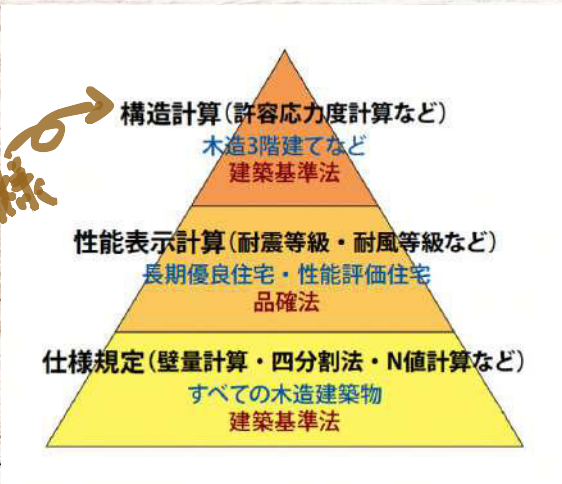 構造計算(許容応力度計算など)
木造3階建てなど
建築基準法
様
性能表示計算(耐震等級・耐風等級など)
長期優良住宅・性能評価住宅
品確法
仕様規定(壁量計算・四分割法・N値計算など)
すべての木造建築物
建築基準法